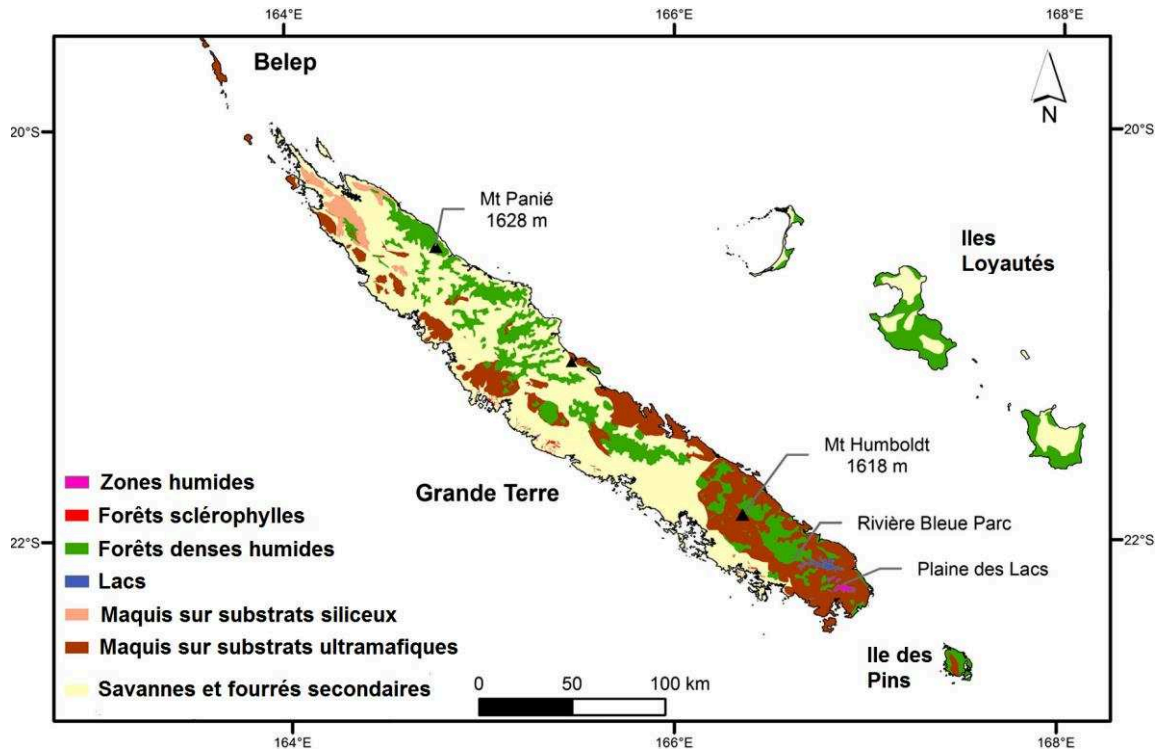 164°E
166°E
168°E
Belep
N
20°S
20°S
Mt Panié
1628 m
Iles
Loyautés
Mt Humboldt
1618 m
Grande Terre
Rivière Bleue Parc
22°S
22°S
Plaine des Lacs
Zones humides
Forêts sclérophylles
Forêts denses humides
Lacs
Maquis sur substrats siliceux
Maquis sur substrats ultramafiques
Savannes et fourrés secondaires
Ile des
Pins
0 50 100 km
164°E
166°E
168°E